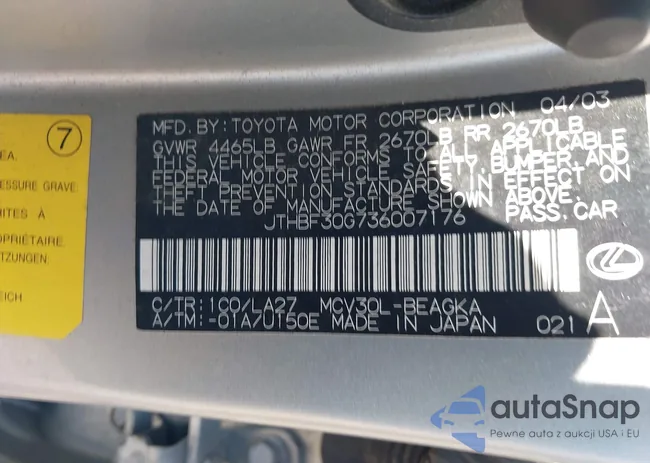 7
EA.
ESSURE GRAVE
ITES À
PROPRIÉTAIRE
TZUNGEN.
EICH
MFD. BY: TOYOTA MOTOR CORPORATION 04/03
GVWR 4465LB GAWR FR 2670LB RR 2670LB
THIS VEHICLE CONFORMS TO ALL APPLICABLE
FEDERAL MOTOR VEHICLE SAFETY, BUMPER, AND
THEFT PREVENTION STANDARDS IN EFFECT ON
THE DATE OF MANUFACTURE SHOWN ABOVE.
JTHBF30G736007176 PASS. CAR
C/TR: 1C0/LA27 MCV30L-BEAGKA
A/TM: -01A/U150E MADE IN JAPAN 021 A
autoSnap
Pewne auta z aukcji USA i EU